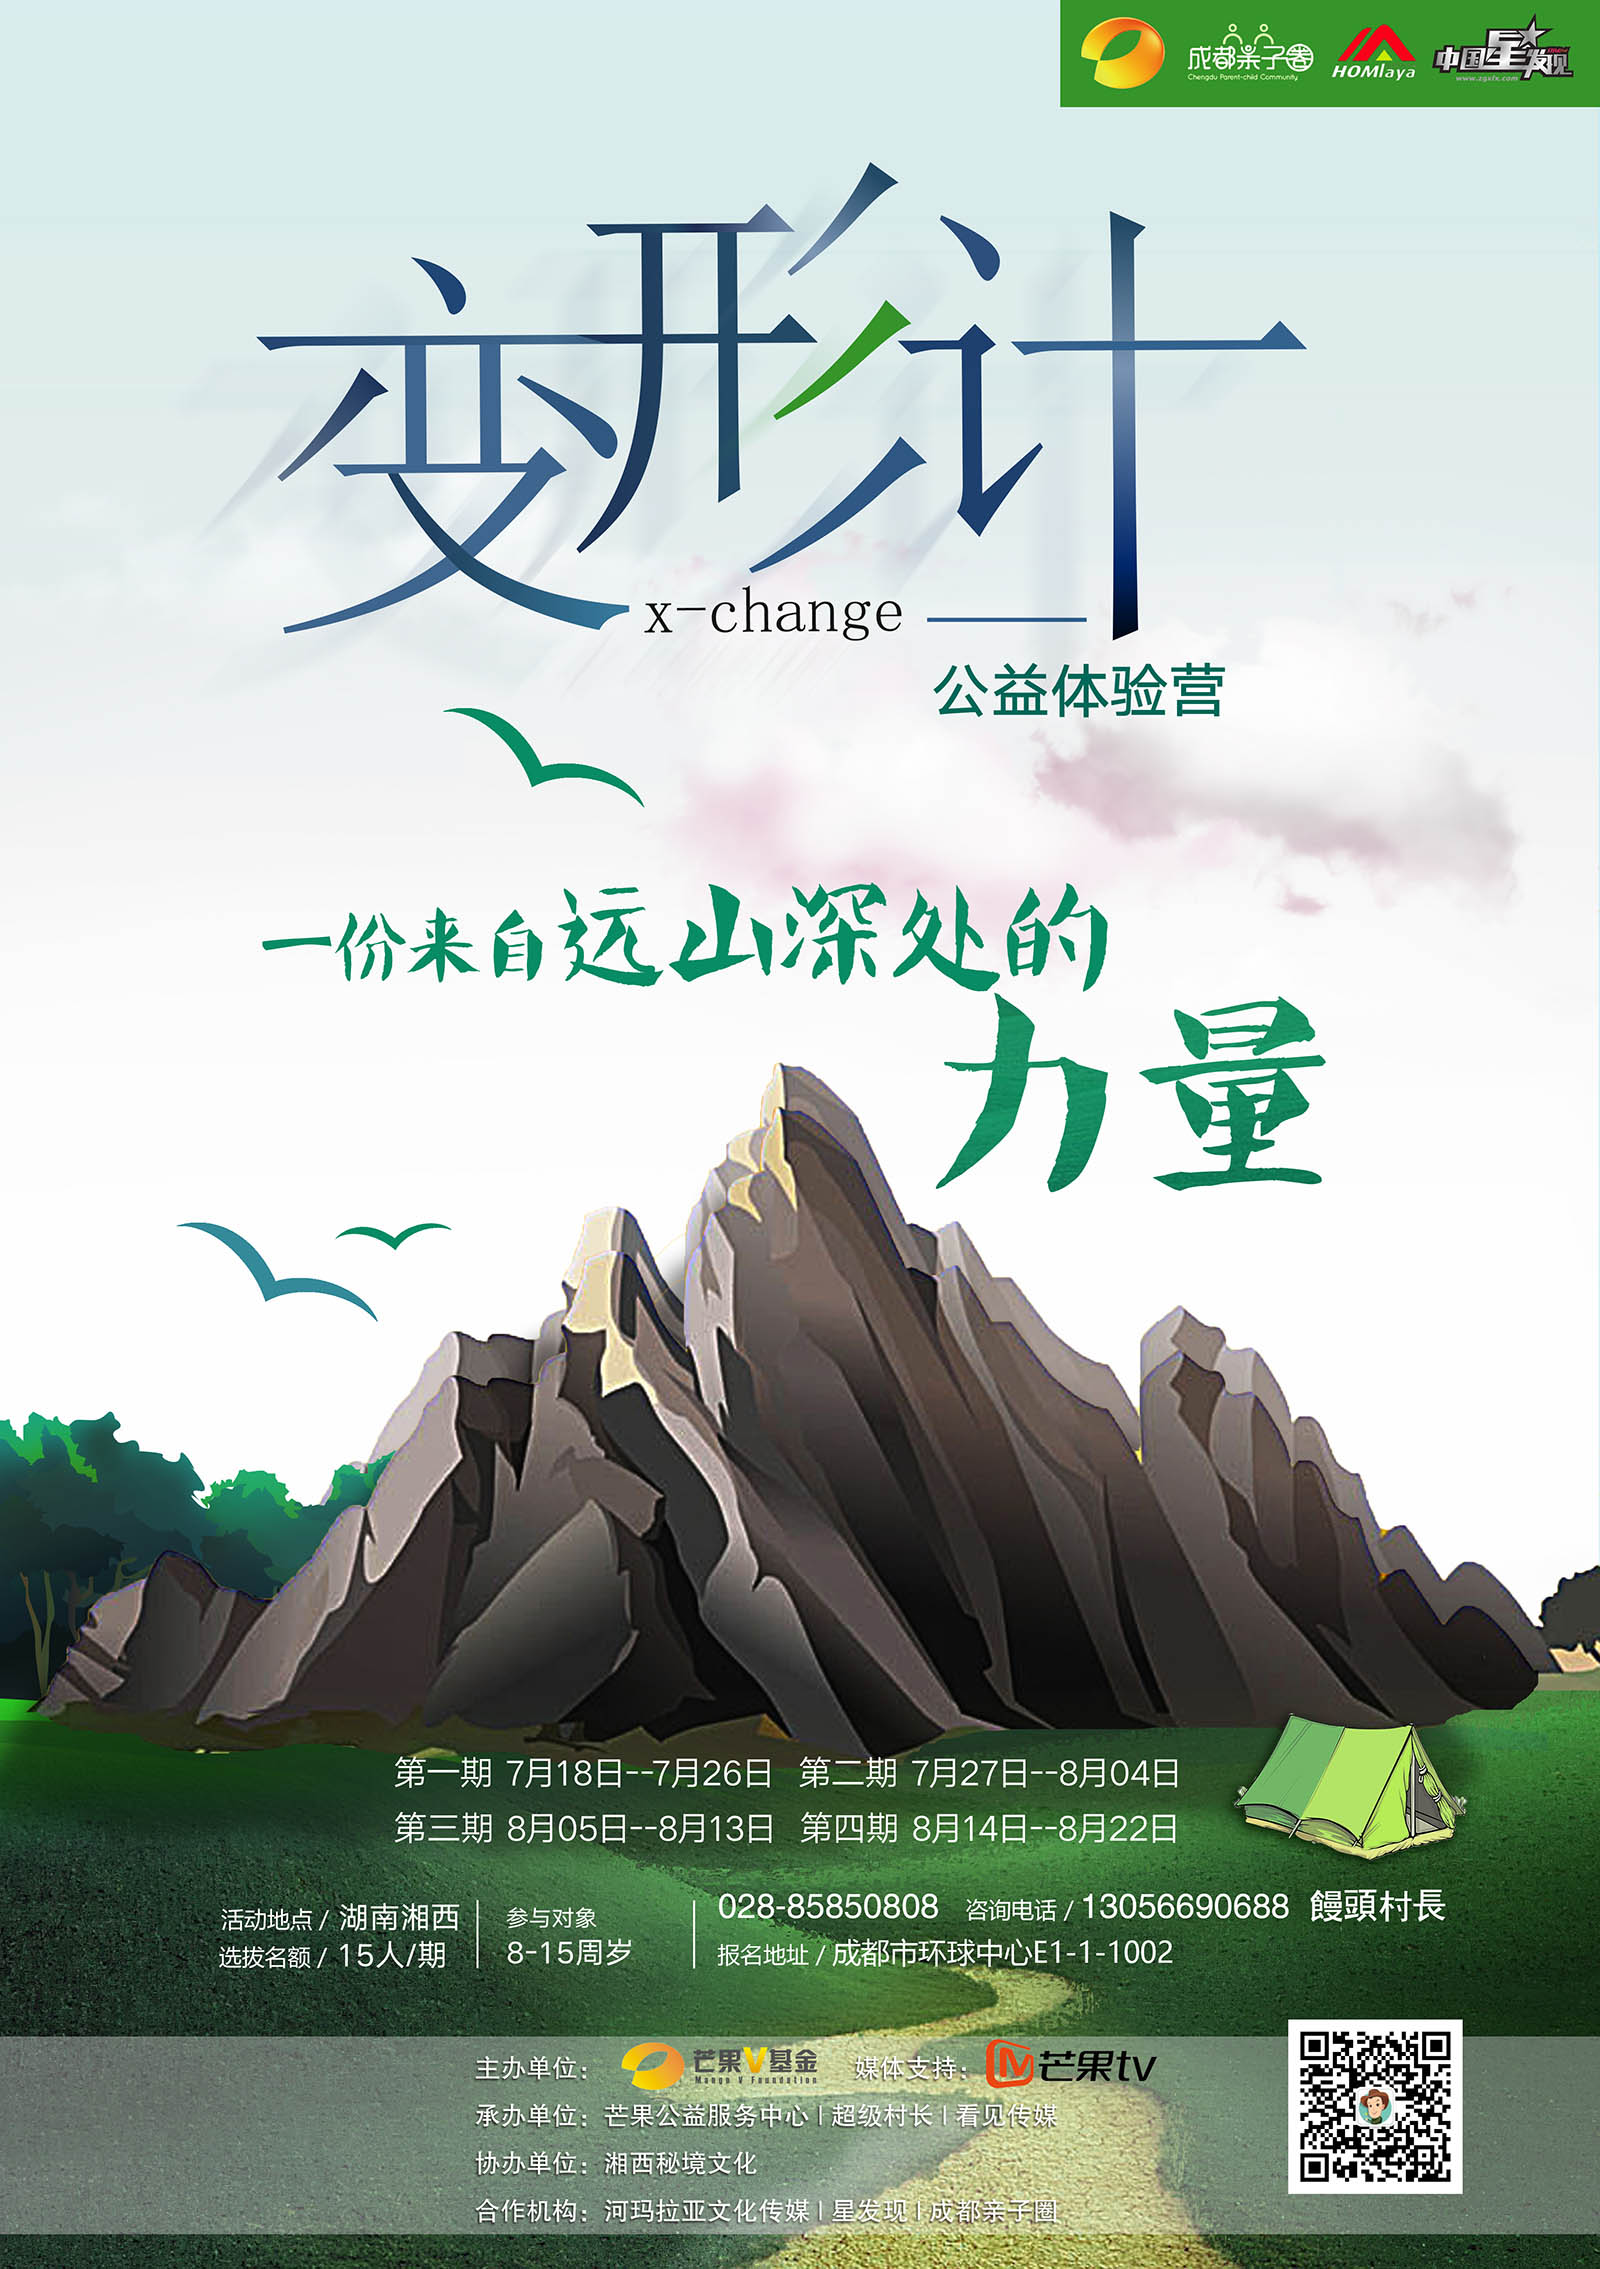 成都亲子圈
Chengdu Parent-child Community
HOMlaya
中国星发现
www.zgxfx.com
变形计
x-change
公益体验营
一份来自远山深处的
力量
第一期 7月18日--7月26日 第二期 7月27日--8月04日
第三期 8月05日--8月13日 第四期 8月14日--8月22日
活动地点 / 湖南湘西
选拔名额 / 15人/期
参与对象
8-15周岁
028-85850808 咨询电话 / 13056690688 饅頭村長
报名地址 / 成都市环球中心E1-1-1002
主办单位： 芒果V基金 Mango V Foundation 媒体支持： 芒果tv
承办单位：芒果公益服务中心 | 超级村长 | 看见传媒
协办单位：湘西秘境文化
合作机构：河玛拉亚文化传媒 | 星发现 | 成都亲子圈